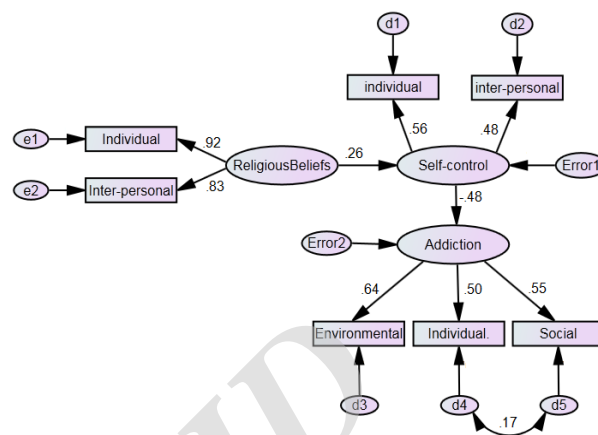 d1
d2
individual
inter-personal
e1
Individual
.92
.56
.48
ReligiousBeliefs
.26
Self-control
Error1
e2
Inter-personal
.83
-.48
Error2
Addiction
.64
.50
.55
Environmental
Individual.
Social
d3
d4
d5
.17